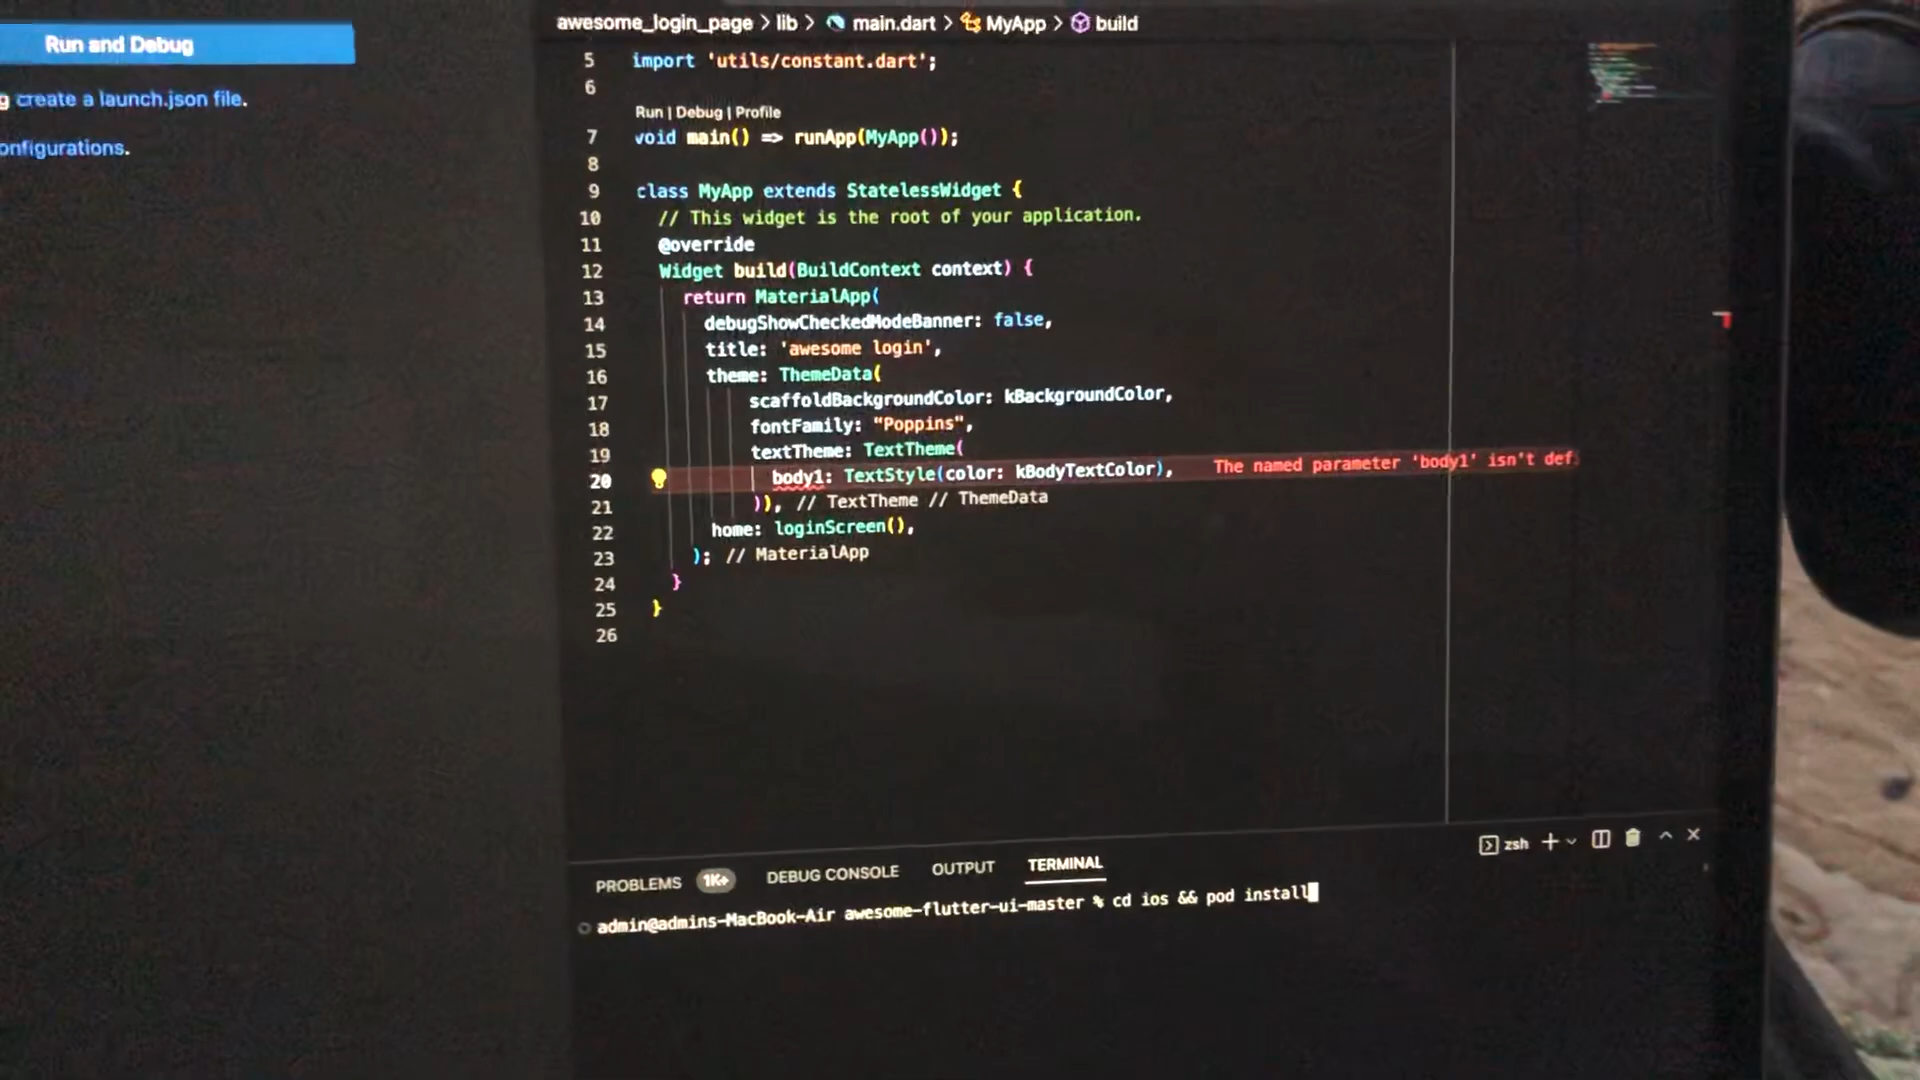 Run and Debug
g create a launch.json file.
onfigurations.
awesome_login_page > lib > main.dart > MyApp > build
5 import 'utils/constant.dart';
6
Run | Debug | Profile
7 void main() => runApp(MyApp());
8
9 class MyApp extends StatelessWidget {
10 // This widget is the root of your application.
11 @override
12 Widget build(BuildContext context) {
13 return MaterialApp(
14 debugShowCheckedModeBanner: false,
15 title: 'awesome login',
16 theme: ThemeData(
17 scaffoldBackgroundColor: kBackgroundColor,
18 fontFamily: "Poppins",
19 textTheme: TextTheme(
20 body1: TextStyle(color: kBodyTextColor), The named parameter 'body1' isn't def
21 )), // TextTheme // ThemeData
22 home: loginScreen(),
23 ); // MaterialApp
24 }
25 }
26
PROBLEMS 1K+ DEBUG CONSOLE OUTPUT TERMINAL zsh
admin@admins-MacBook-Air awesome-flutter-ui-master % cd ios && pod install